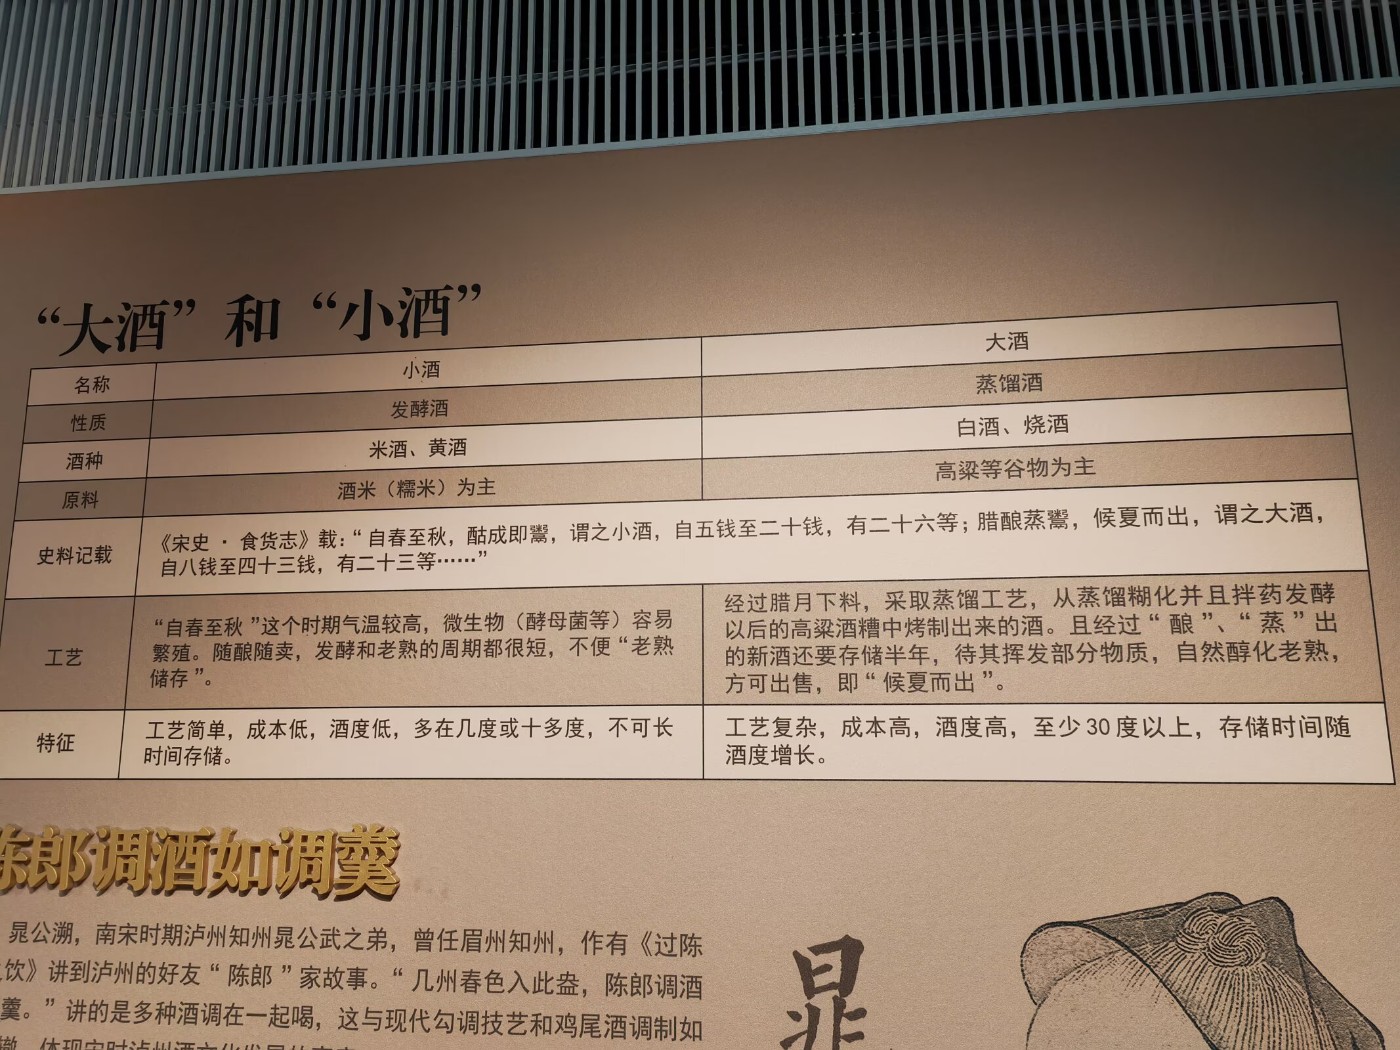 “大酒”和“小酒”
名称 小酒 大酒
性质 发酵酒 蒸馏酒
酒种 米酒、黄酒 白酒、烧酒
原料 酒米（糯米）为主 高粱等谷物为主
史料记载
《宋史·食货志》载：“自春至秋，酤成即鬻，谓之小酒，自五钱至二十钱，有二十六等；腊酿蒸鬻，候夏而出，谓之大酒，
自八钱至四十三钱，有二十三等……”
工艺
“自春至秋”这个时期气温较高，微生物（酵母菌等）容易
繁殖。随酿随卖，发酵和老熟的周期都很短，不便“老熟
储存”。
经过腊月下料，采取蒸馏工艺，从蒸馏糊化并且拌药发酵
以后的高粱酒糟中烤制出来的酒。且经过“酿”、“蒸”出
的新酒还要存储半年，待其挥发部分物质，自然醇化老熟，
方可出售，即“候夏而出”。
特征
工艺简单，成本低，酒度低，多在几度或十多度，不可长
时间存储。
工艺复杂，成本高，酒度高，至少30度以上，存储时间随
酒度增长。
陈郎调酒如调羹
晁公溯，南宋时期泸州知州晁公武之弟，曾任眉州知州，作有《过陈
饮》讲到泸州的好友“陈郎”家故事。“几州春色入此盎，陈郎调酒
羹。”讲的是多种酒调在一起喝，这与现代勾调技艺和鸡尾酒调制如
辙，体现宋时泸州酒文化发展的
晁